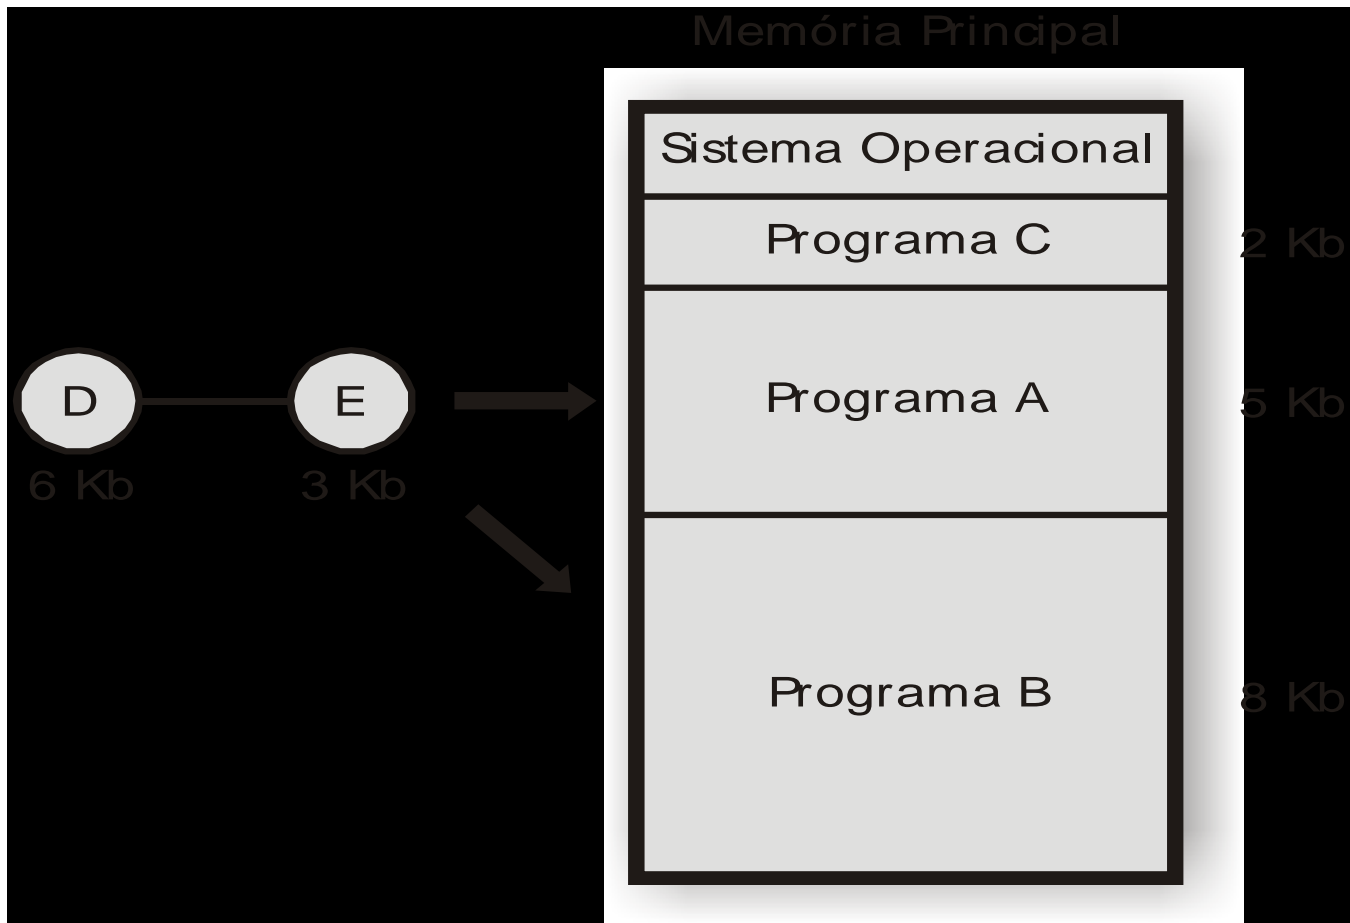 Memória Principal
Sistema Operacional
Programa C
2 Kb
D
E
Programa A
5 Kb
6 Kb
3 Kb
Programa B
8 Kb